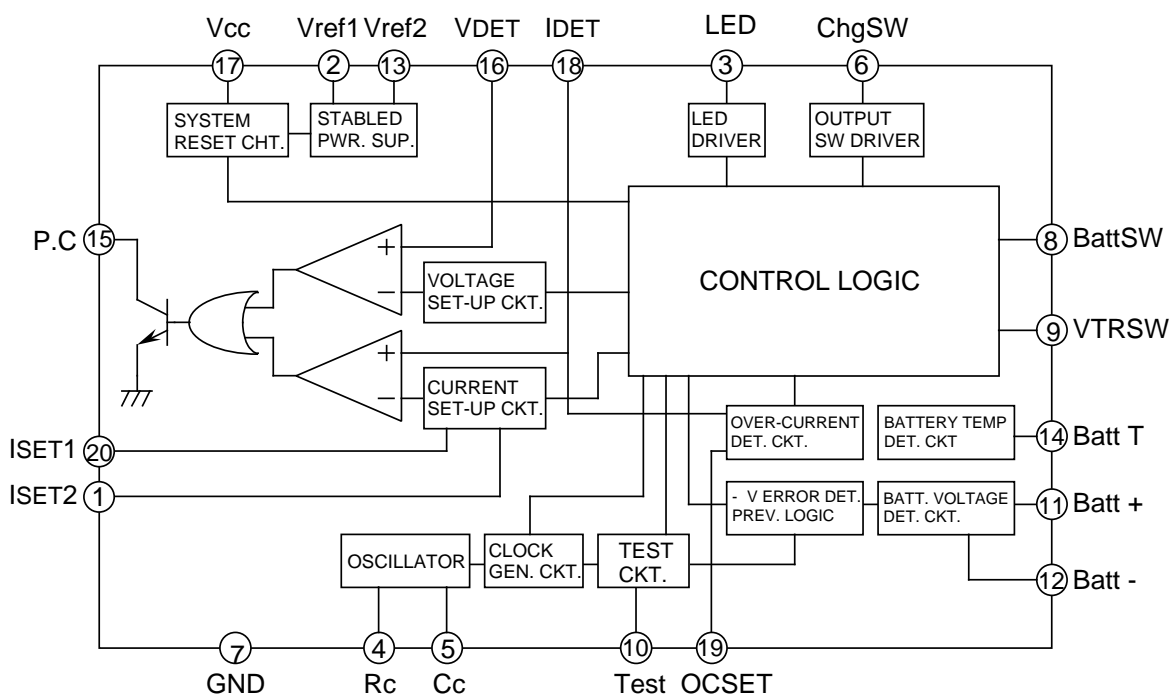 Vcc
Vref1
Vref2
VDET
IDET
LED
ChgSW
17
2
13
16
18
3
6
SYSTEM
RESET CHT.
STABLED
PWR. SUP.
LED
DRIVER
OUTPUT
SW DRIVER
P.C
15
+
−
VOLTAGE
SET-UP CKT.
CONTROL LOGIC
8
BattSW
9
VTRSW
+
−
CURRENT
SET-UP CKT.
OVER-CURRENT
DET. CKT.
BATTERY TEMP
DET. CKT
14
Batt T
ISET1
20
ISET2
1
- V ERROR DET.
PREV. LOGIC
BATT. VOLTAGE
DET. CKT.
11
Batt +
OSCILLATOR
CLOCK
GEN. CKT.
TEST
CKT.
12
Batt -
7
4
5
10
19
GND
Rc
Cc
Test
OCSET